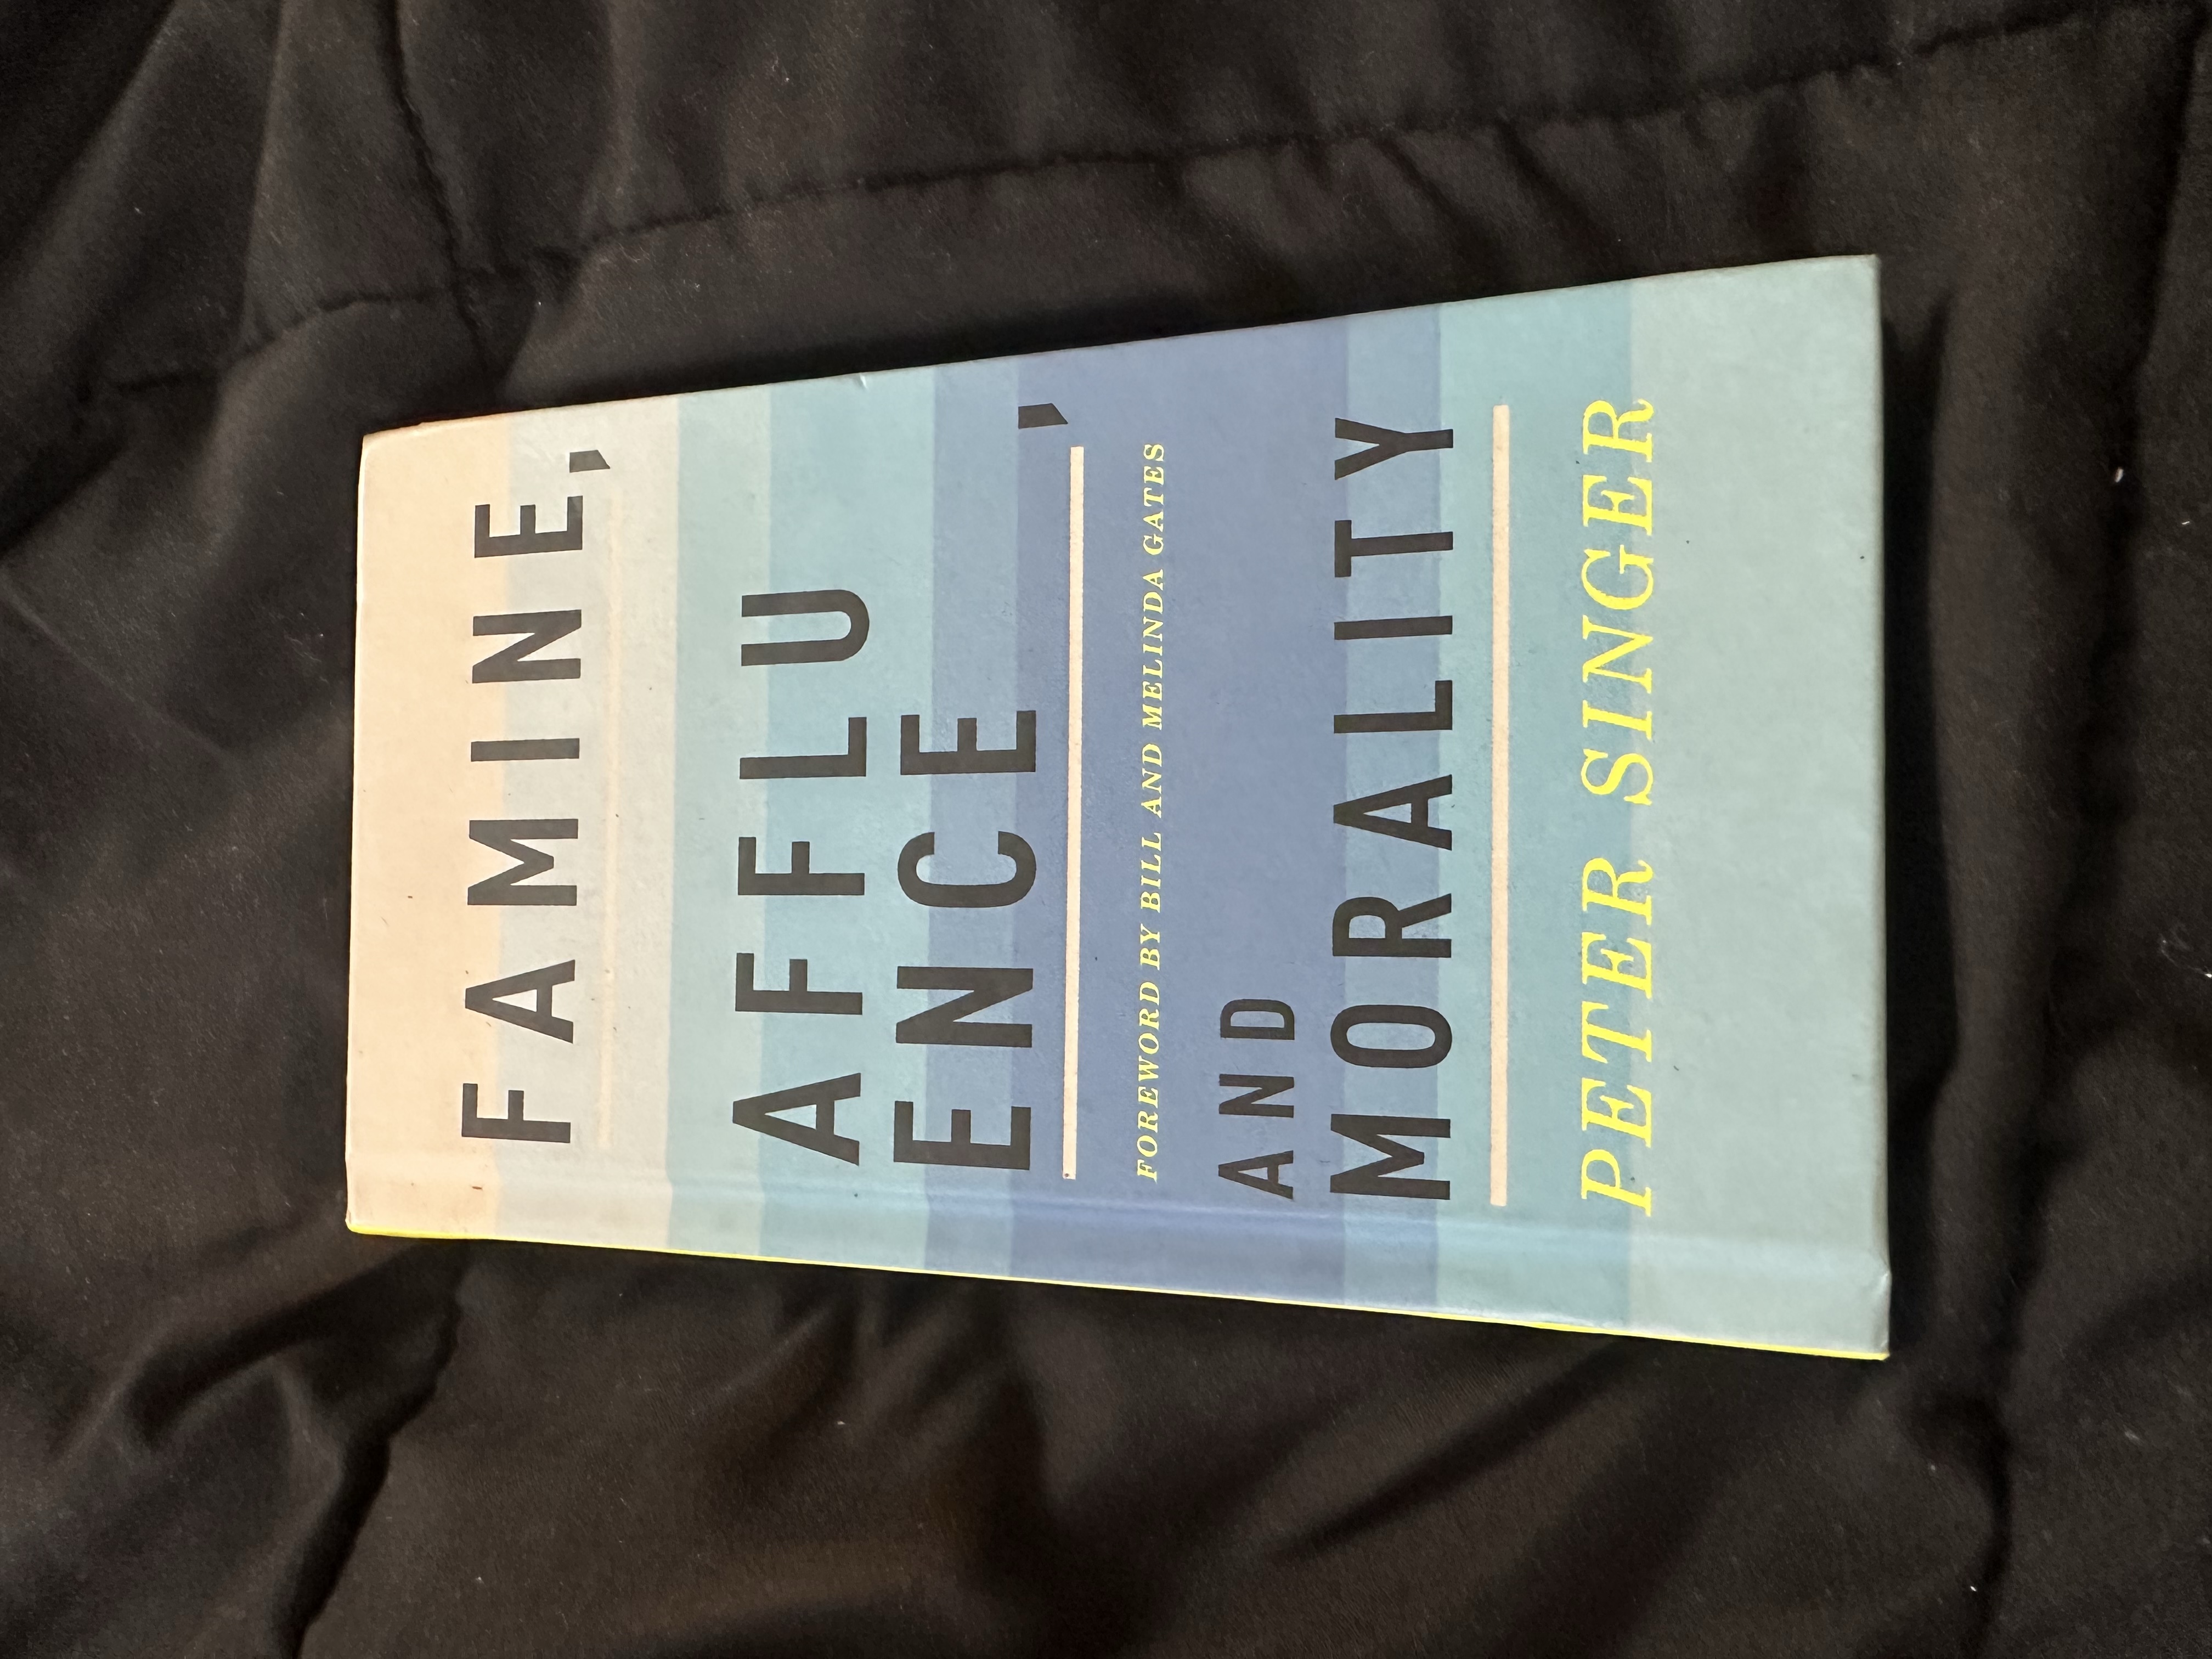 FAMINE,
AFFLU
ENCE ,
FOREWORD BY BILL AND MELINDA GATES
AND
MORALITY
PETER SINGER